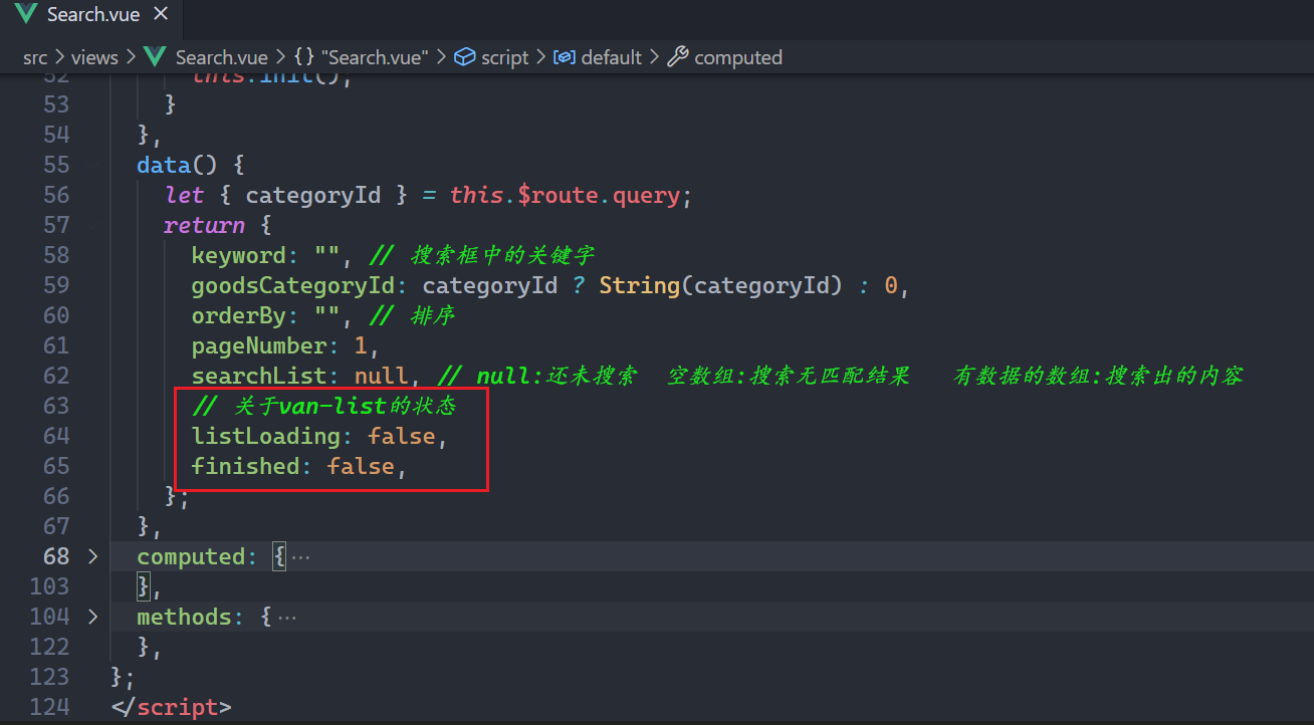 Search.vue ×
src > views > Search.vue > {} "Search.vue" > script > default > computed
52 this.init();
53 }
54 },
55 data() {
56 let { categoryId } = this.$route.query;
57 return {
58 keyword: "", // 搜索框中的关键字
59 goodsCategoryId: categoryId ? String(categoryId) : 0,
60 orderBy: "", // 排序
61 pageNumber: 1,
62 searchList: null, // null:还未搜索 空数组:搜索无匹配结果 有数据的数组:搜索出的内容
63 // 关于van-list的状态
64 listLoading: false,
65 finished: false,
66 };
67 },
68 > computed: {···
103 },
104 > methods: {···
122 },
123 };
124 </script>